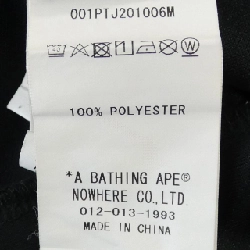 001PTJ201006M
100% POLYESTER
*A BATHING APE®
NOWHERE CO.,LTD
012-013-1993
MADE IN CHINA